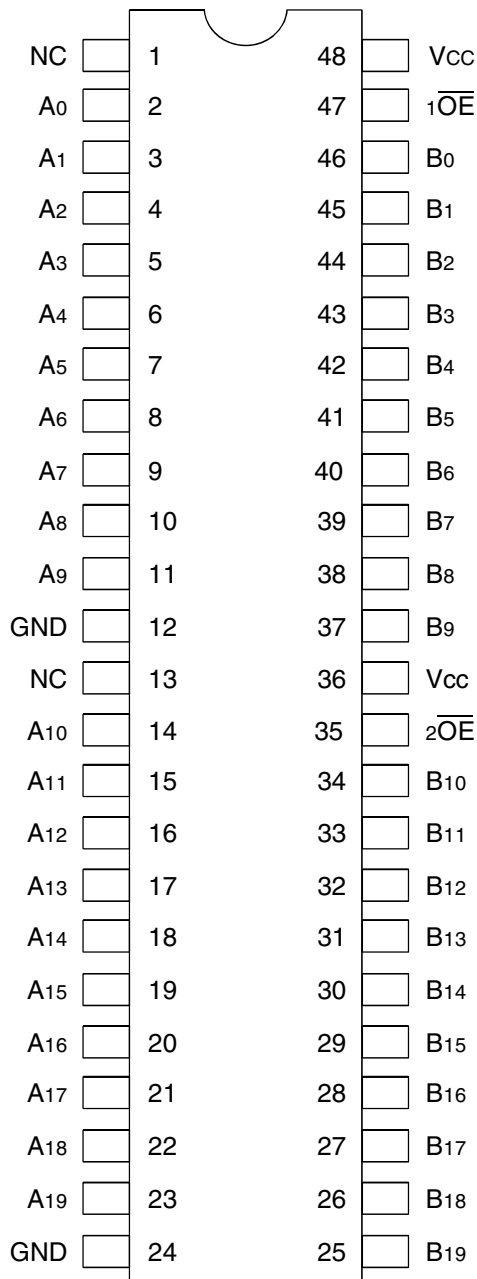 NC 1 48 VCC
A0 2 47 1OE
A1 3 46 B0
A2 4 45 B1
A3 5 44 B2
A4 6 43 B3
A5 7 42 B4
A6 8 41 B5
A7 9 40 B6
A8 10 39 B7
A9 11 38 B8
GND 12 37 B9
NC 13 36 Vcc
A10 14 35 2OE
A11 15 34 B10
A12 16 33 B11
A13 17 32 B12
A14 18 31 B13
A15 19 30 B14
A16 20 29 B15
A17 21 28 B16
A18 22 27 B17
A19 23 26 B18
GND 24 25 B19